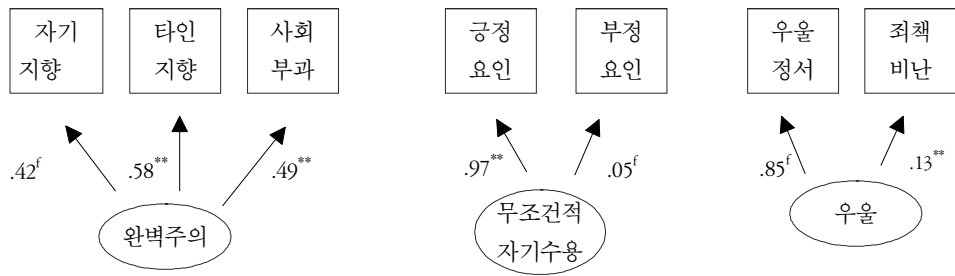 자기
지향
타인
지향
사회
부과
긍정
요인
부정
요인
우울
정서
죄책
비난
.42f
.58**
.49**
.97**
.05f
.85f
.13**
완벽주의
무조건적
자기수용
우울